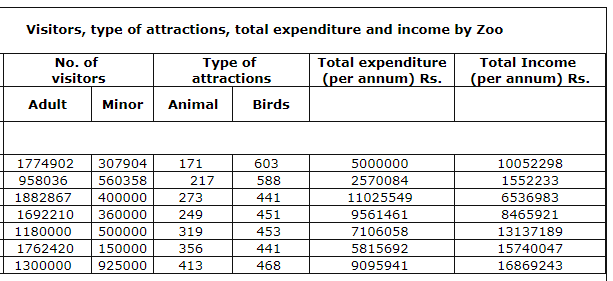 Visitors, type of attractions, total expenditure and income by Zoo
No. of visitors Type of attractions Total expenditure (per annum) Rs. Total Income (per annum) Rs.
Adult Minor Animal Birds
1774902 307904 171 603 5000000 10052298
958036 560358 217 588 2570084 1552233
1882867 400000 273 441 11025549 6536983
1692210 360000 249 451 9561461 8465921
1180000 500000 319 453 7106058 13137189
1762420 150000 356 441 5815692 15740047
1300000 925000 413 468 9095941 16869243